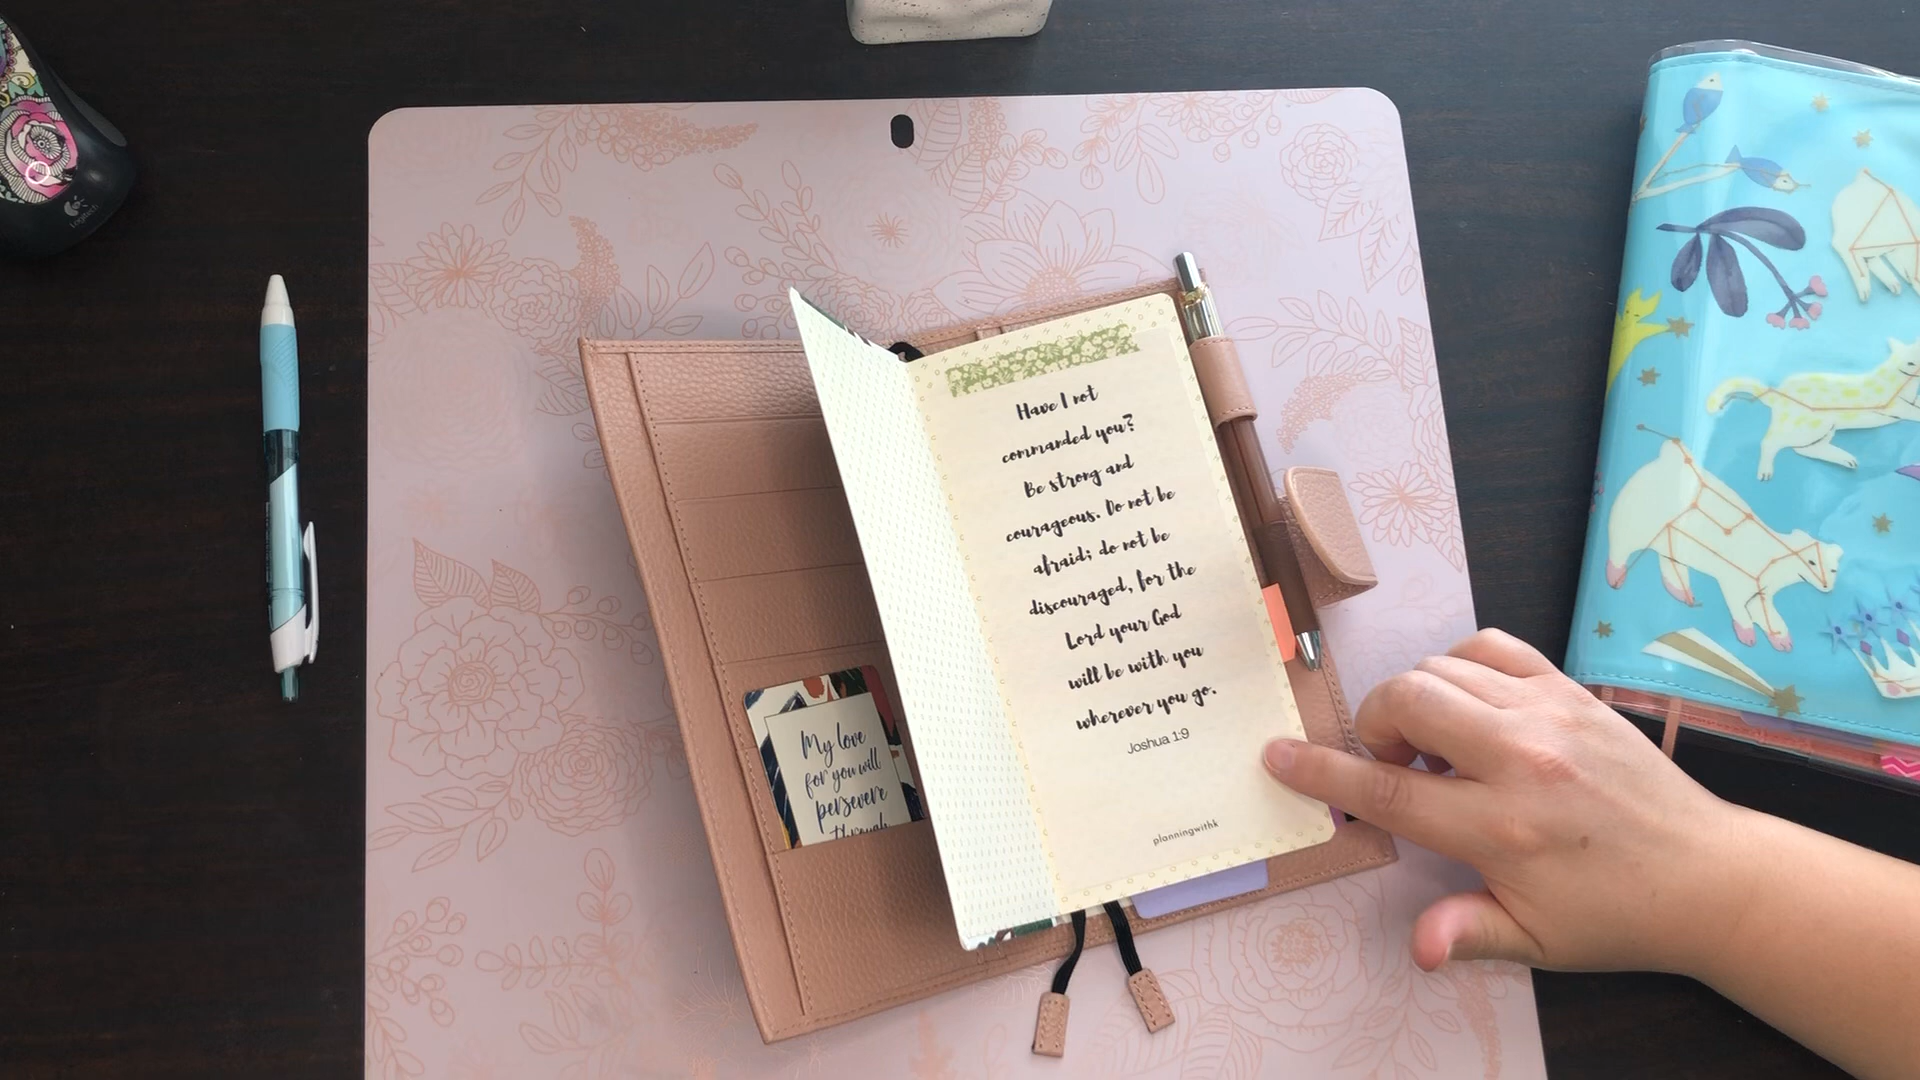 Have I not
commanded you?
Be strong and
courageous. Do not be
afraid; do not be
discouraged, for the
Lord your God
will be with you
wherever you go.
Joshua 1:9
planningwithk
My love
for you will
persevere
through
Logitech